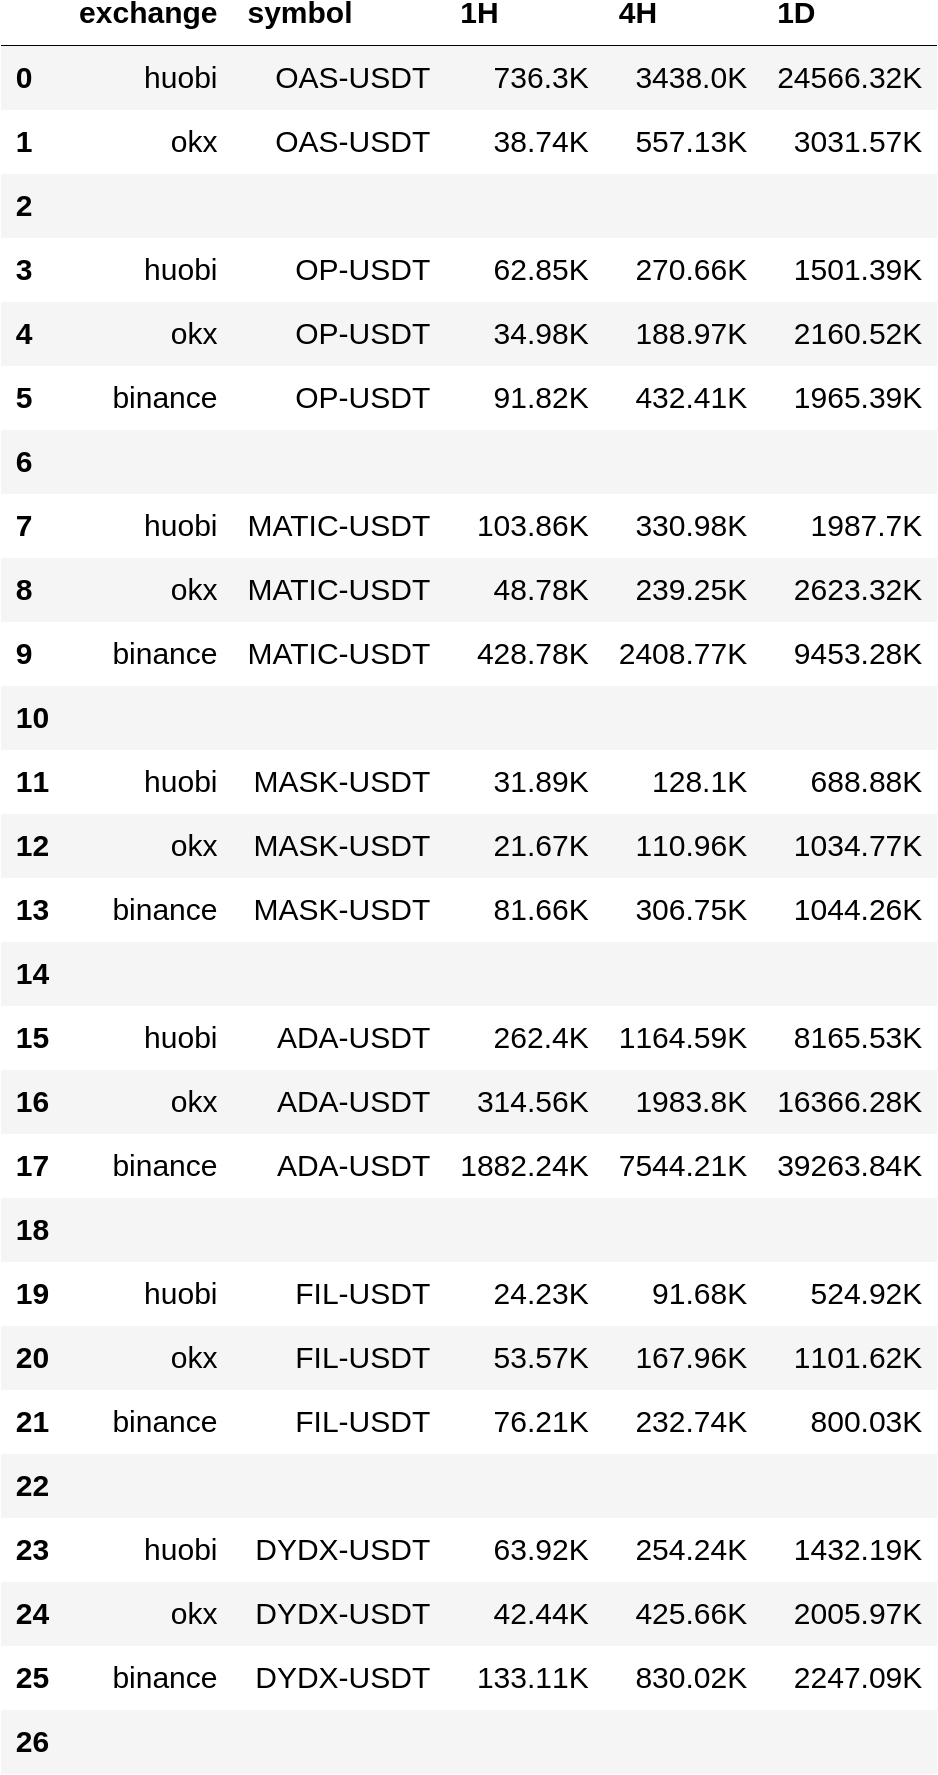 exchange symbol 1H 4H 1D
0 huobi OAS-USDT 736.3K 3438.0K 24566.32K
1 okx OAS-USDT 38.74K 557.13K 3031.57K
2
3 huobi OP-USDT 62.85K 270.66K 1501.39K
4 okx OP-USDT 34.98K 188.97K 2160.52K
5 binance OP-USDT 91.82K 432.41K 1965.39K
6
7 huobi MATIC-USDT 103.86K 330.98K 1987.7K
8 okx MATIC-USDT 48.78K 239.25K 2623.32K
9 binance MATIC-USDT 428.78K 2408.77K 9453.28K
10
11 huobi MASK-USDT 31.89K 128.1K 688.88K
12 okx MASK-USDT 21.67K 110.96K 1034.77K
13 binance MASK-USDT 81.66K 306.75K 1044.26K
14
15 huobi ADA-USDT 262.4K 1164.59K 8165.53K
16 okx ADA-USDT 314.56K 1983.8K 16366.28K
17 binance ADA-USDT 1882.24K 7544.21K 39263.84K
18
19 huobi FIL-USDT 24.23K 91.68K 524.92K
20 okx FIL-USDT 53.57K 167.96K 1101.62K
21 binance FIL-USDT 76.21K 232.74K 800.03K
22
23 huobi DYDX-USDT 63.92K 254.24K 1432.19K
24 okx DYDX-USDT 42.44K 425.66K 2005.97K
25 binance DYDX-USDT 133.11K 830.02K 2247.09K
26